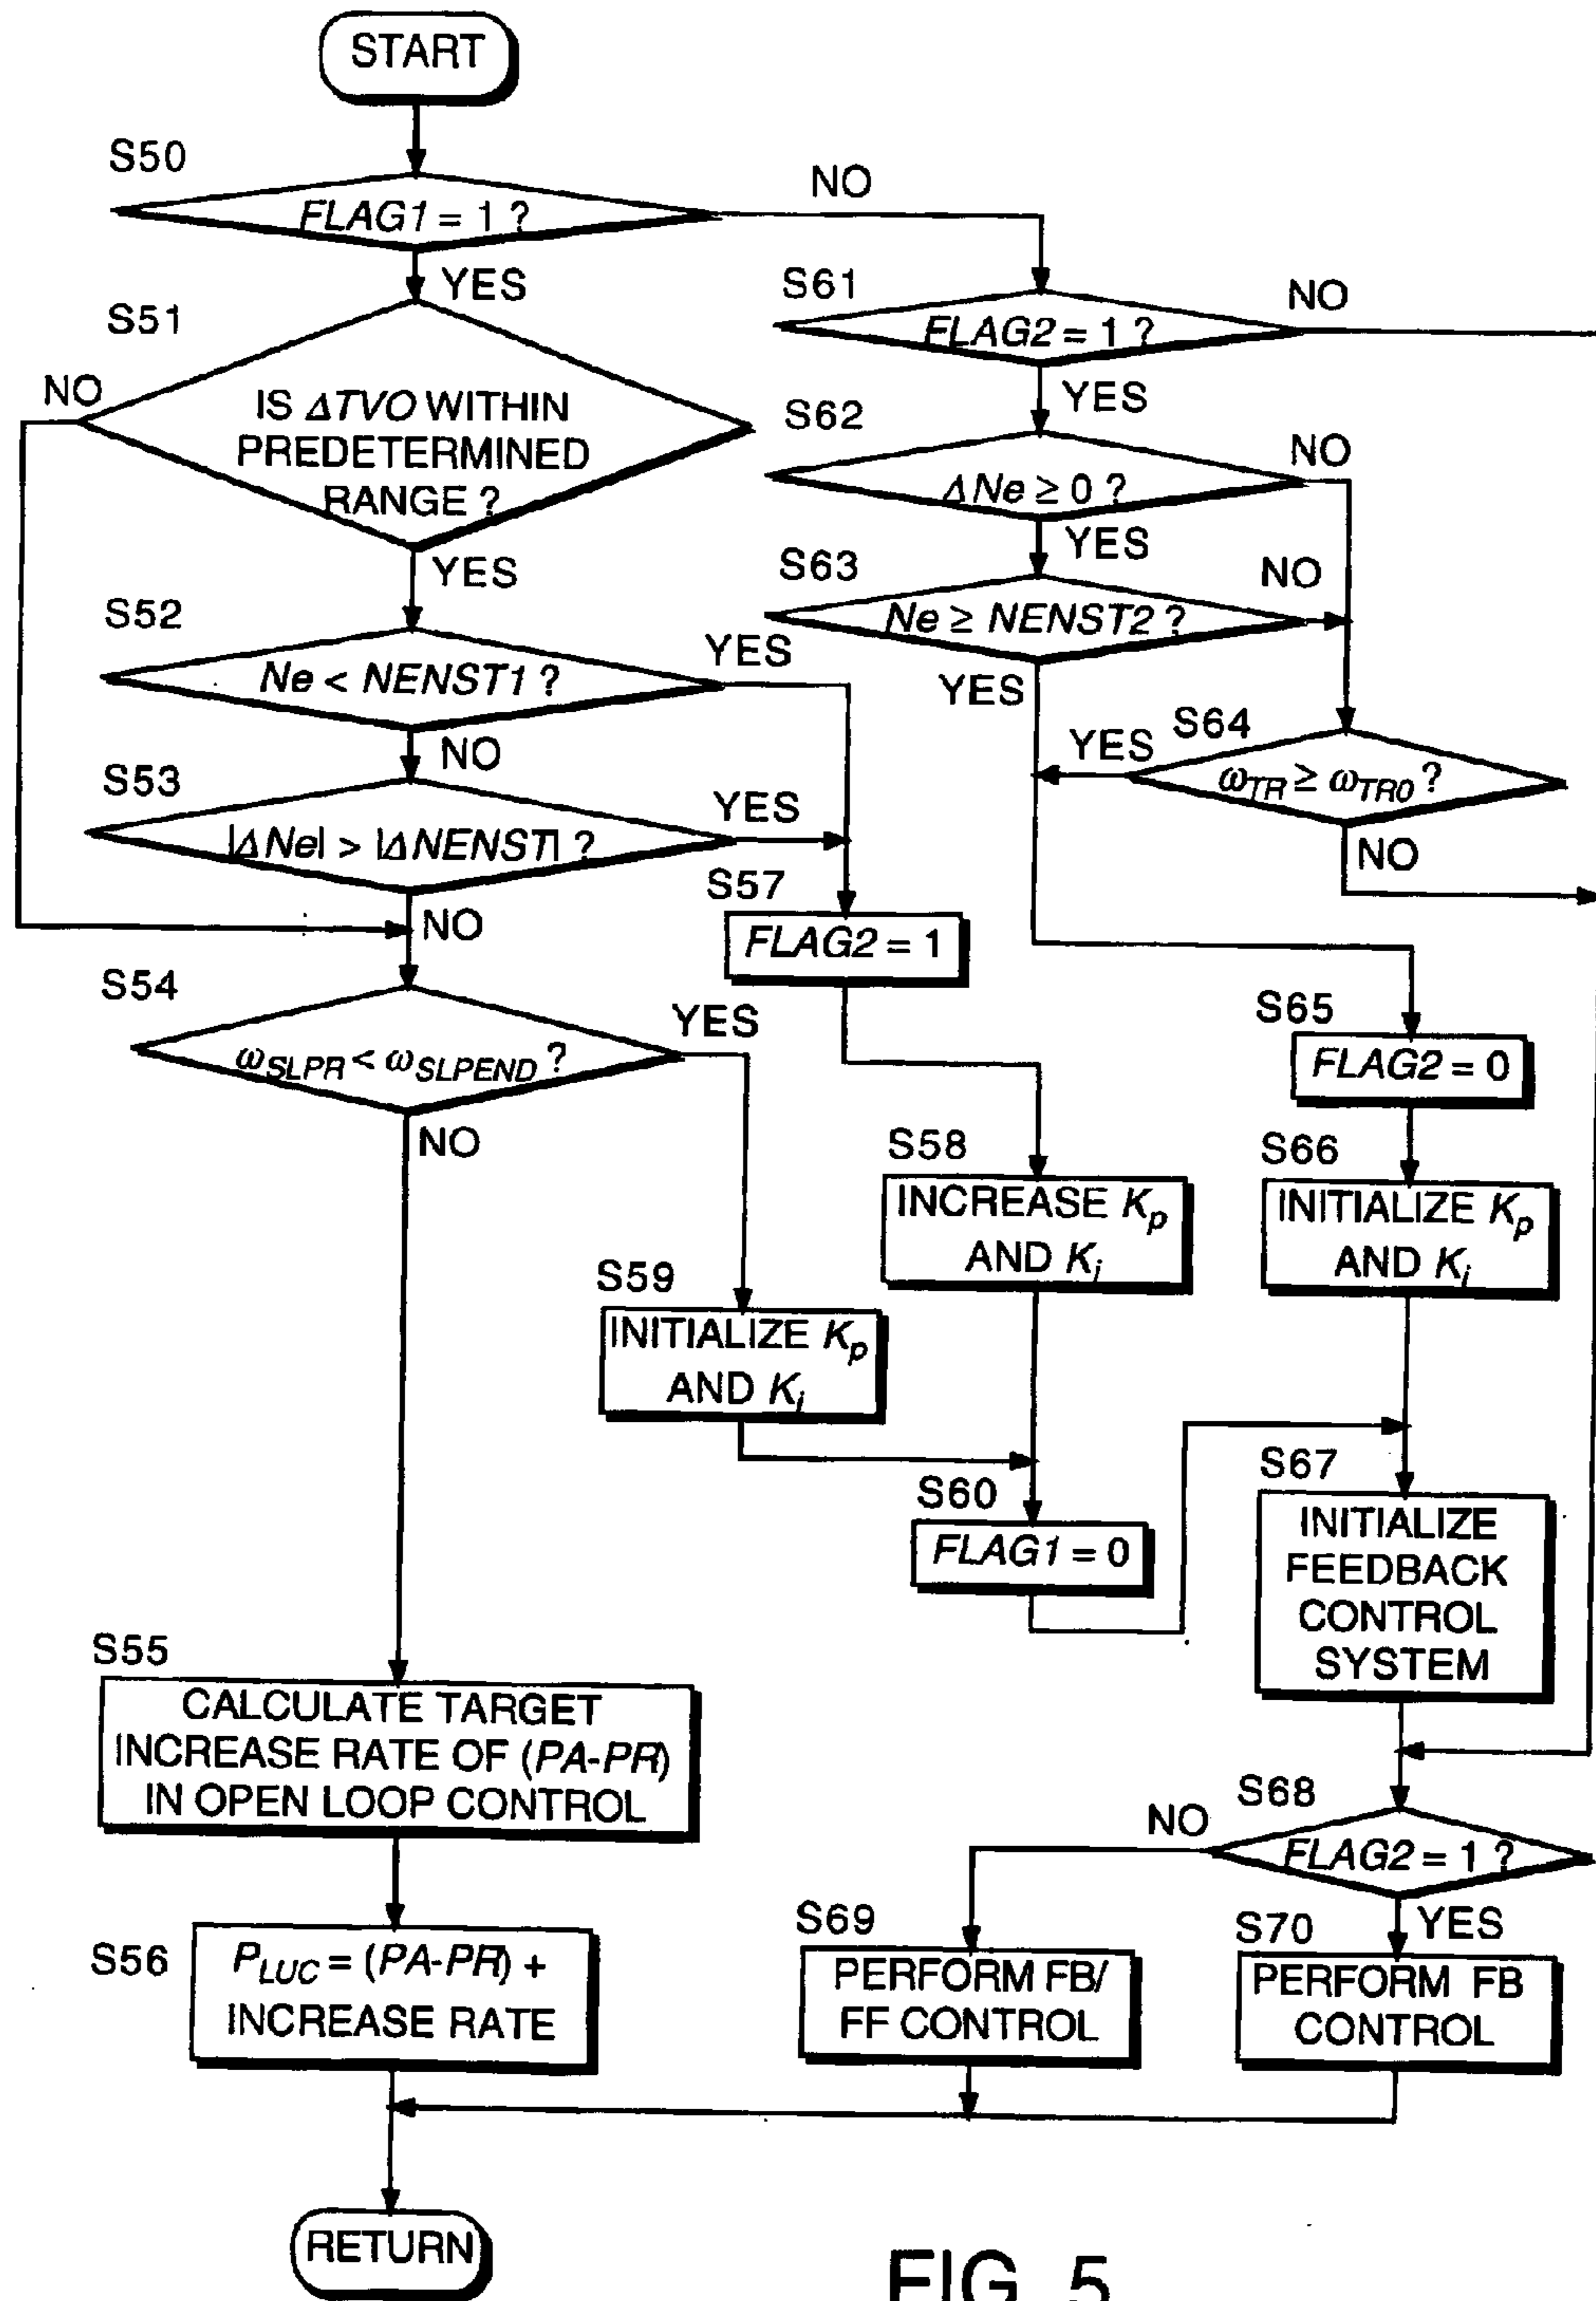 START
S50
FLAG1 = 1 ?
NO
YES
S51
NO
IS ΔTVO WITHIN
PREDETERMINED
RANGE ?
YES
S52
Ne < NENST1 ?
YES
NO
S53
|ΔNe| > |ΔNENST| ?
YES
NO
S54
ωSLPR < ωSLPEND ?
YES
NO
S55
CALCULATE TARGET
INCREASE RATE OF (PA-PR)
IN OPEN LOOP CONTROL
S56
PLUC = (PA-PR) +
INCREASE RATE
RETURN
S57
FLAG2 = 1
S58
INCREASE Kp
AND Ki
S59
INITIALIZE Kp
AND Ki
S60
FLAG1 = 0
S61
FLAG2 = 1 ?
NO
YES
S62
ΔNe ≥ 0 ?
NO
YES
S63
Ne ≥ NENST2 ?
NO
YES
S64
YES
ωTR ≥ ωTR0 ?
NO
S65
FLAG2 = 0
S66
INITIALIZE Kp
AND Ki
S67
INITIALIZE
FEEDBACK
CONTROL
SYSTEM
S68
NO
FLAG2 = 1 ?
YES
S69
PERFORM FB/
FF CONTROL
S70
PERFORM FB
CONTROL
FIG. 5